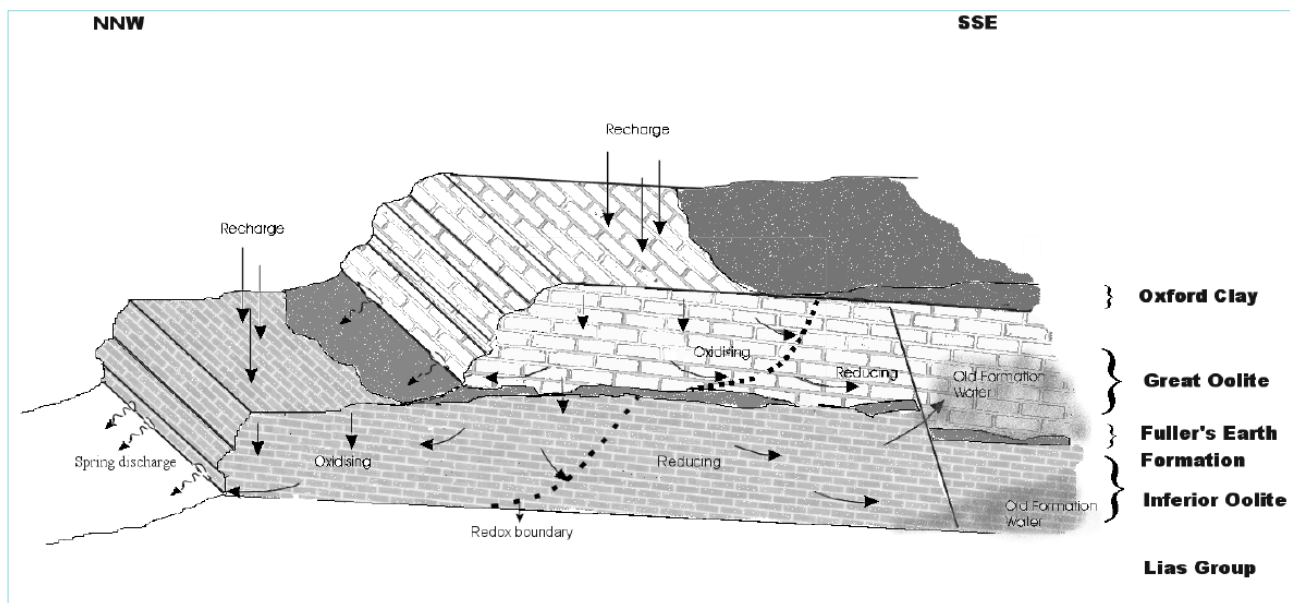 NNW
SSE
Recharge
Recharge
Oxford Clay
Oxidising
Reducing
Old Formation
Water
Great Oolite
Fuller's Earth
Formation
Spring discharge
Oxidising
Reducing
Inferior Oolite
Old Formation
Water
Redox boundary
Lias Group